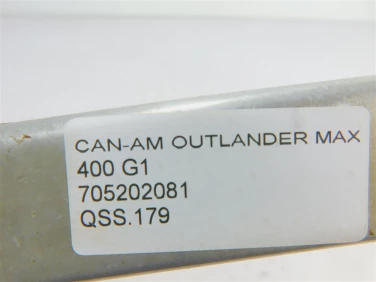 CAN-AM OUTLANDER MAX
400 G1
705202081
QSS.179